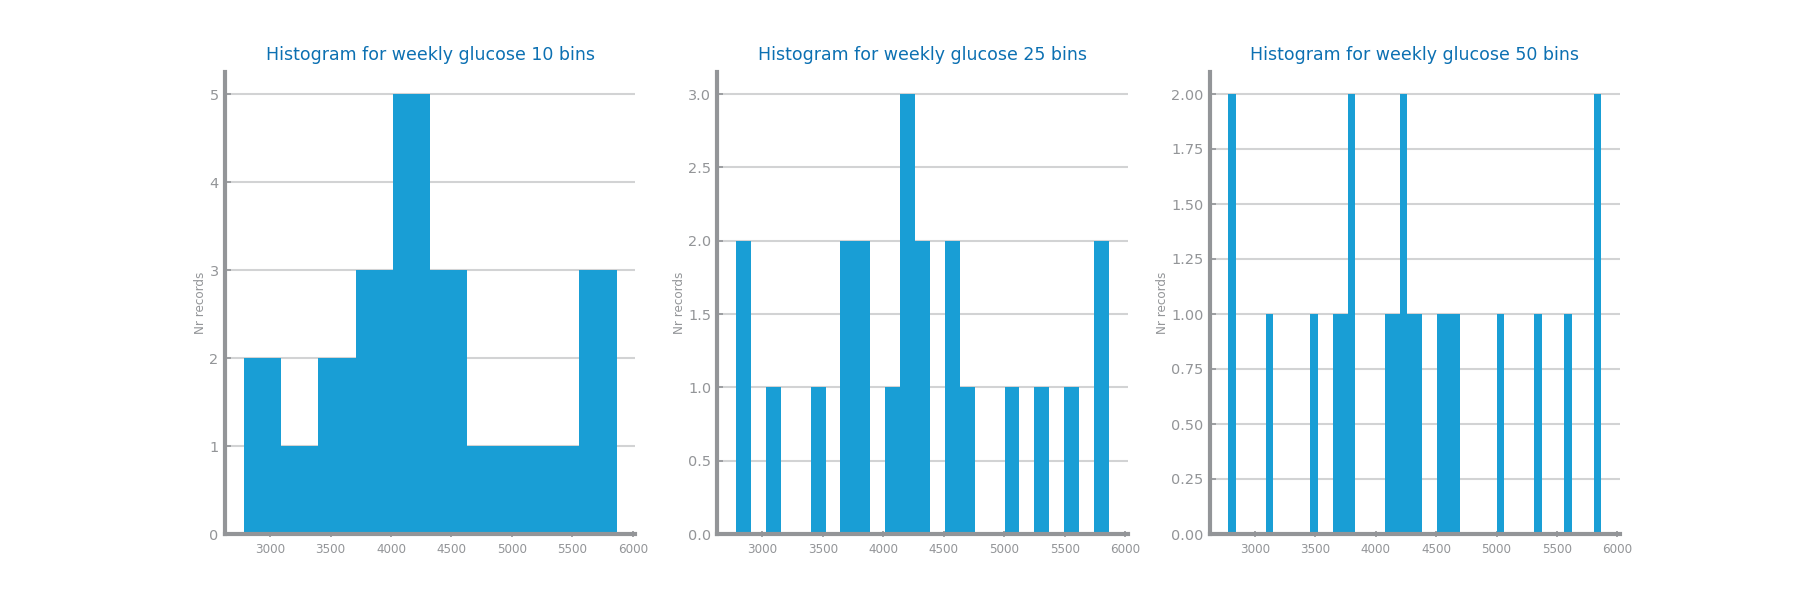 Histogram for weekly glucose 10 bins
Nr records
5
4
3
2
1
0
3000 3500 4000 4500 5000 5500 6000
Histogram for weekly glucose 25 bins
Nr records
3.0
2.5
2.0
1.5
1.0
0.5
0.0
3000 3500 4000 4500 5000 5500 6000
Histogram for weekly glucose 50 bins
Nr records
2.00
1.75
1.50
1.25
1.00
0.75
0.50
0.25
0.00
3000 3500 4000 4500 5000 5500 6000